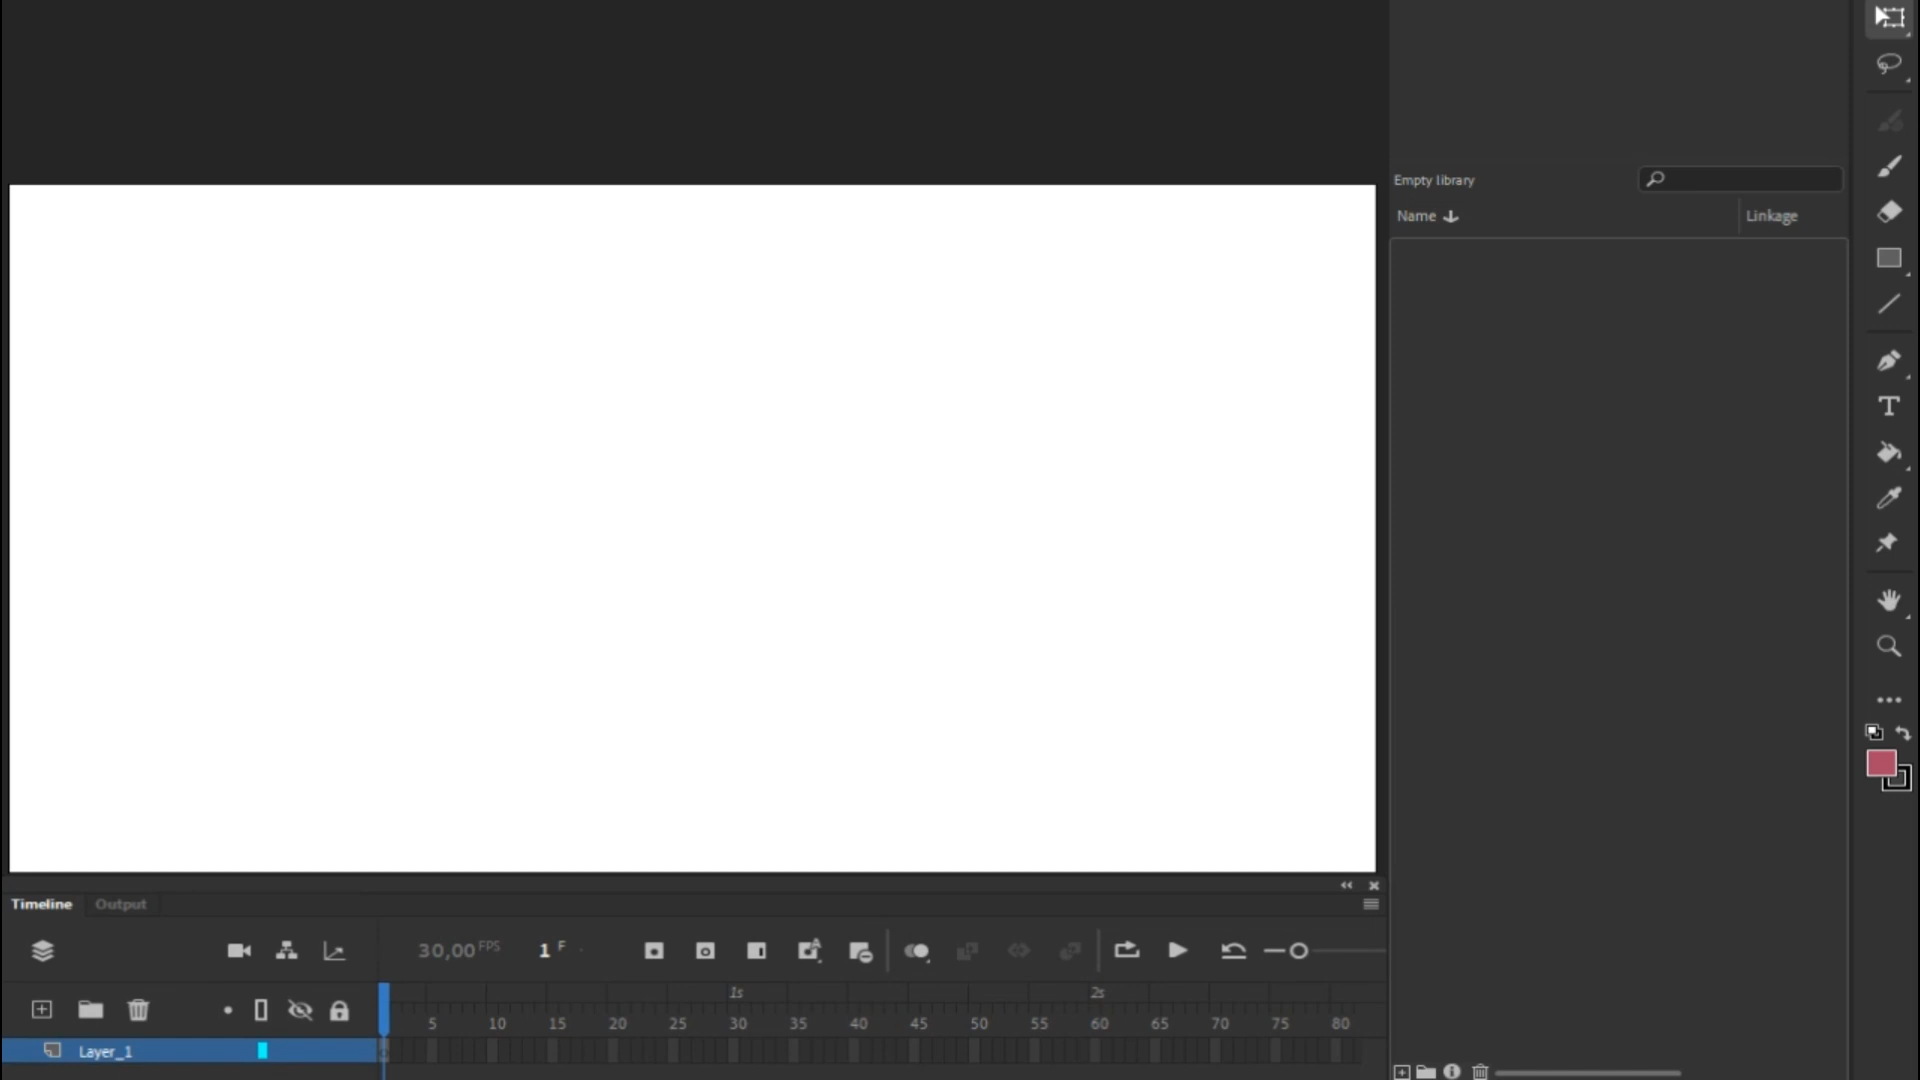 Empty library
Name
Linkage
Timeline
Output
30,00 FPS
1 F
1s
2s
5 10 15 20 25 30 35 40 45 50 55 60 65 70 75 80
Layer_1